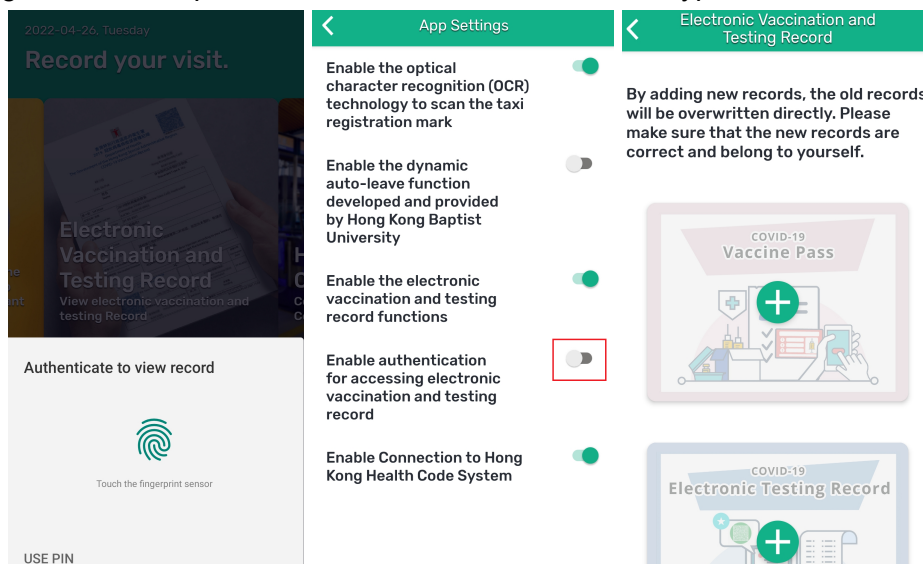 2022-04-26, Tuesday
Record your visit.
Electronic
Vaccination and
Testing Record
View electronic vaccination and
testing Record
Authenticate to view record
Touch the fingerprint sensor
USE PIN
App Settings
Enable the optical
character recognition (OCR)
technology to scan the taxi
registration mark
Enable the dynamic
auto-leave function
developed and provided
by Hong Kong Baptist
University
Enable the electronic
vaccination and testing
record functions
Enable authentication
for accessing electronic
vaccination and testing
record
Enable Connection to Hong
Kong Health Code System
Electronic Vaccination and
Testing Record
By adding new records, the old records
will be overwritten directly. Please
make sure that the new records are
correct and belong to yourself.
COVID-19
Vaccine Pass
COVID-19
Electronic Testing Record